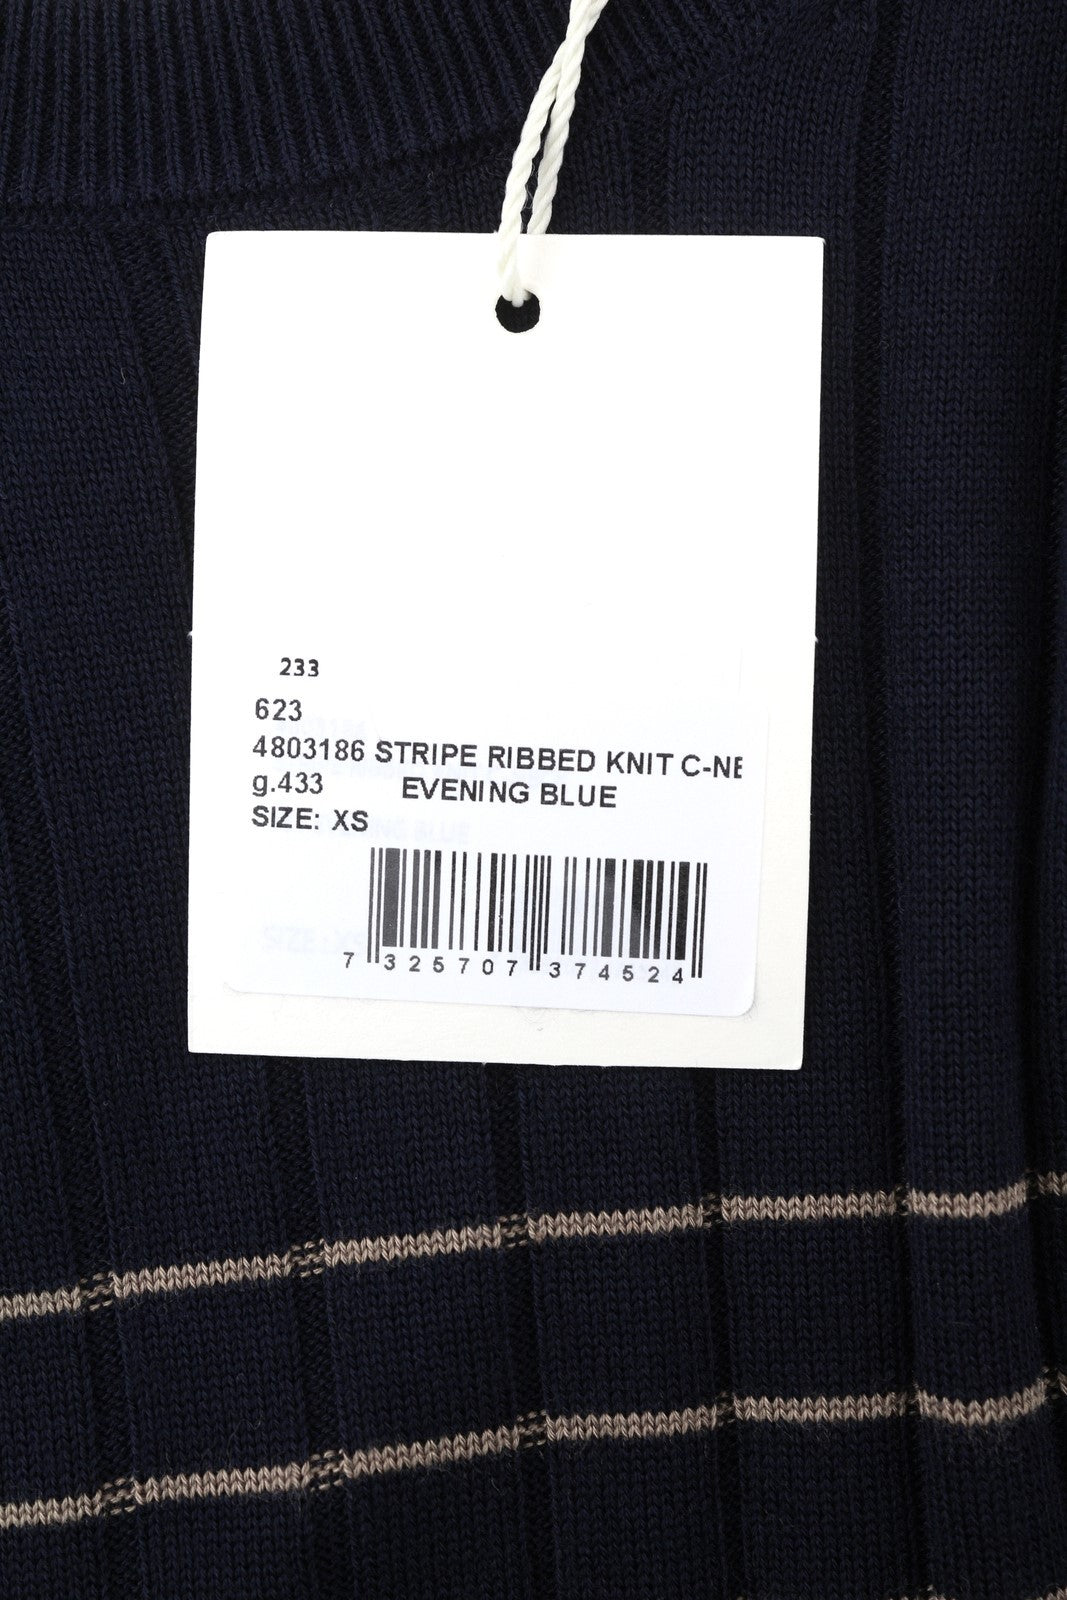 233
623
4803186 STRIPE RIBBED KNIT C-NE
g.433 EVENING BLUE
SIZE: XS
7 325707 374524